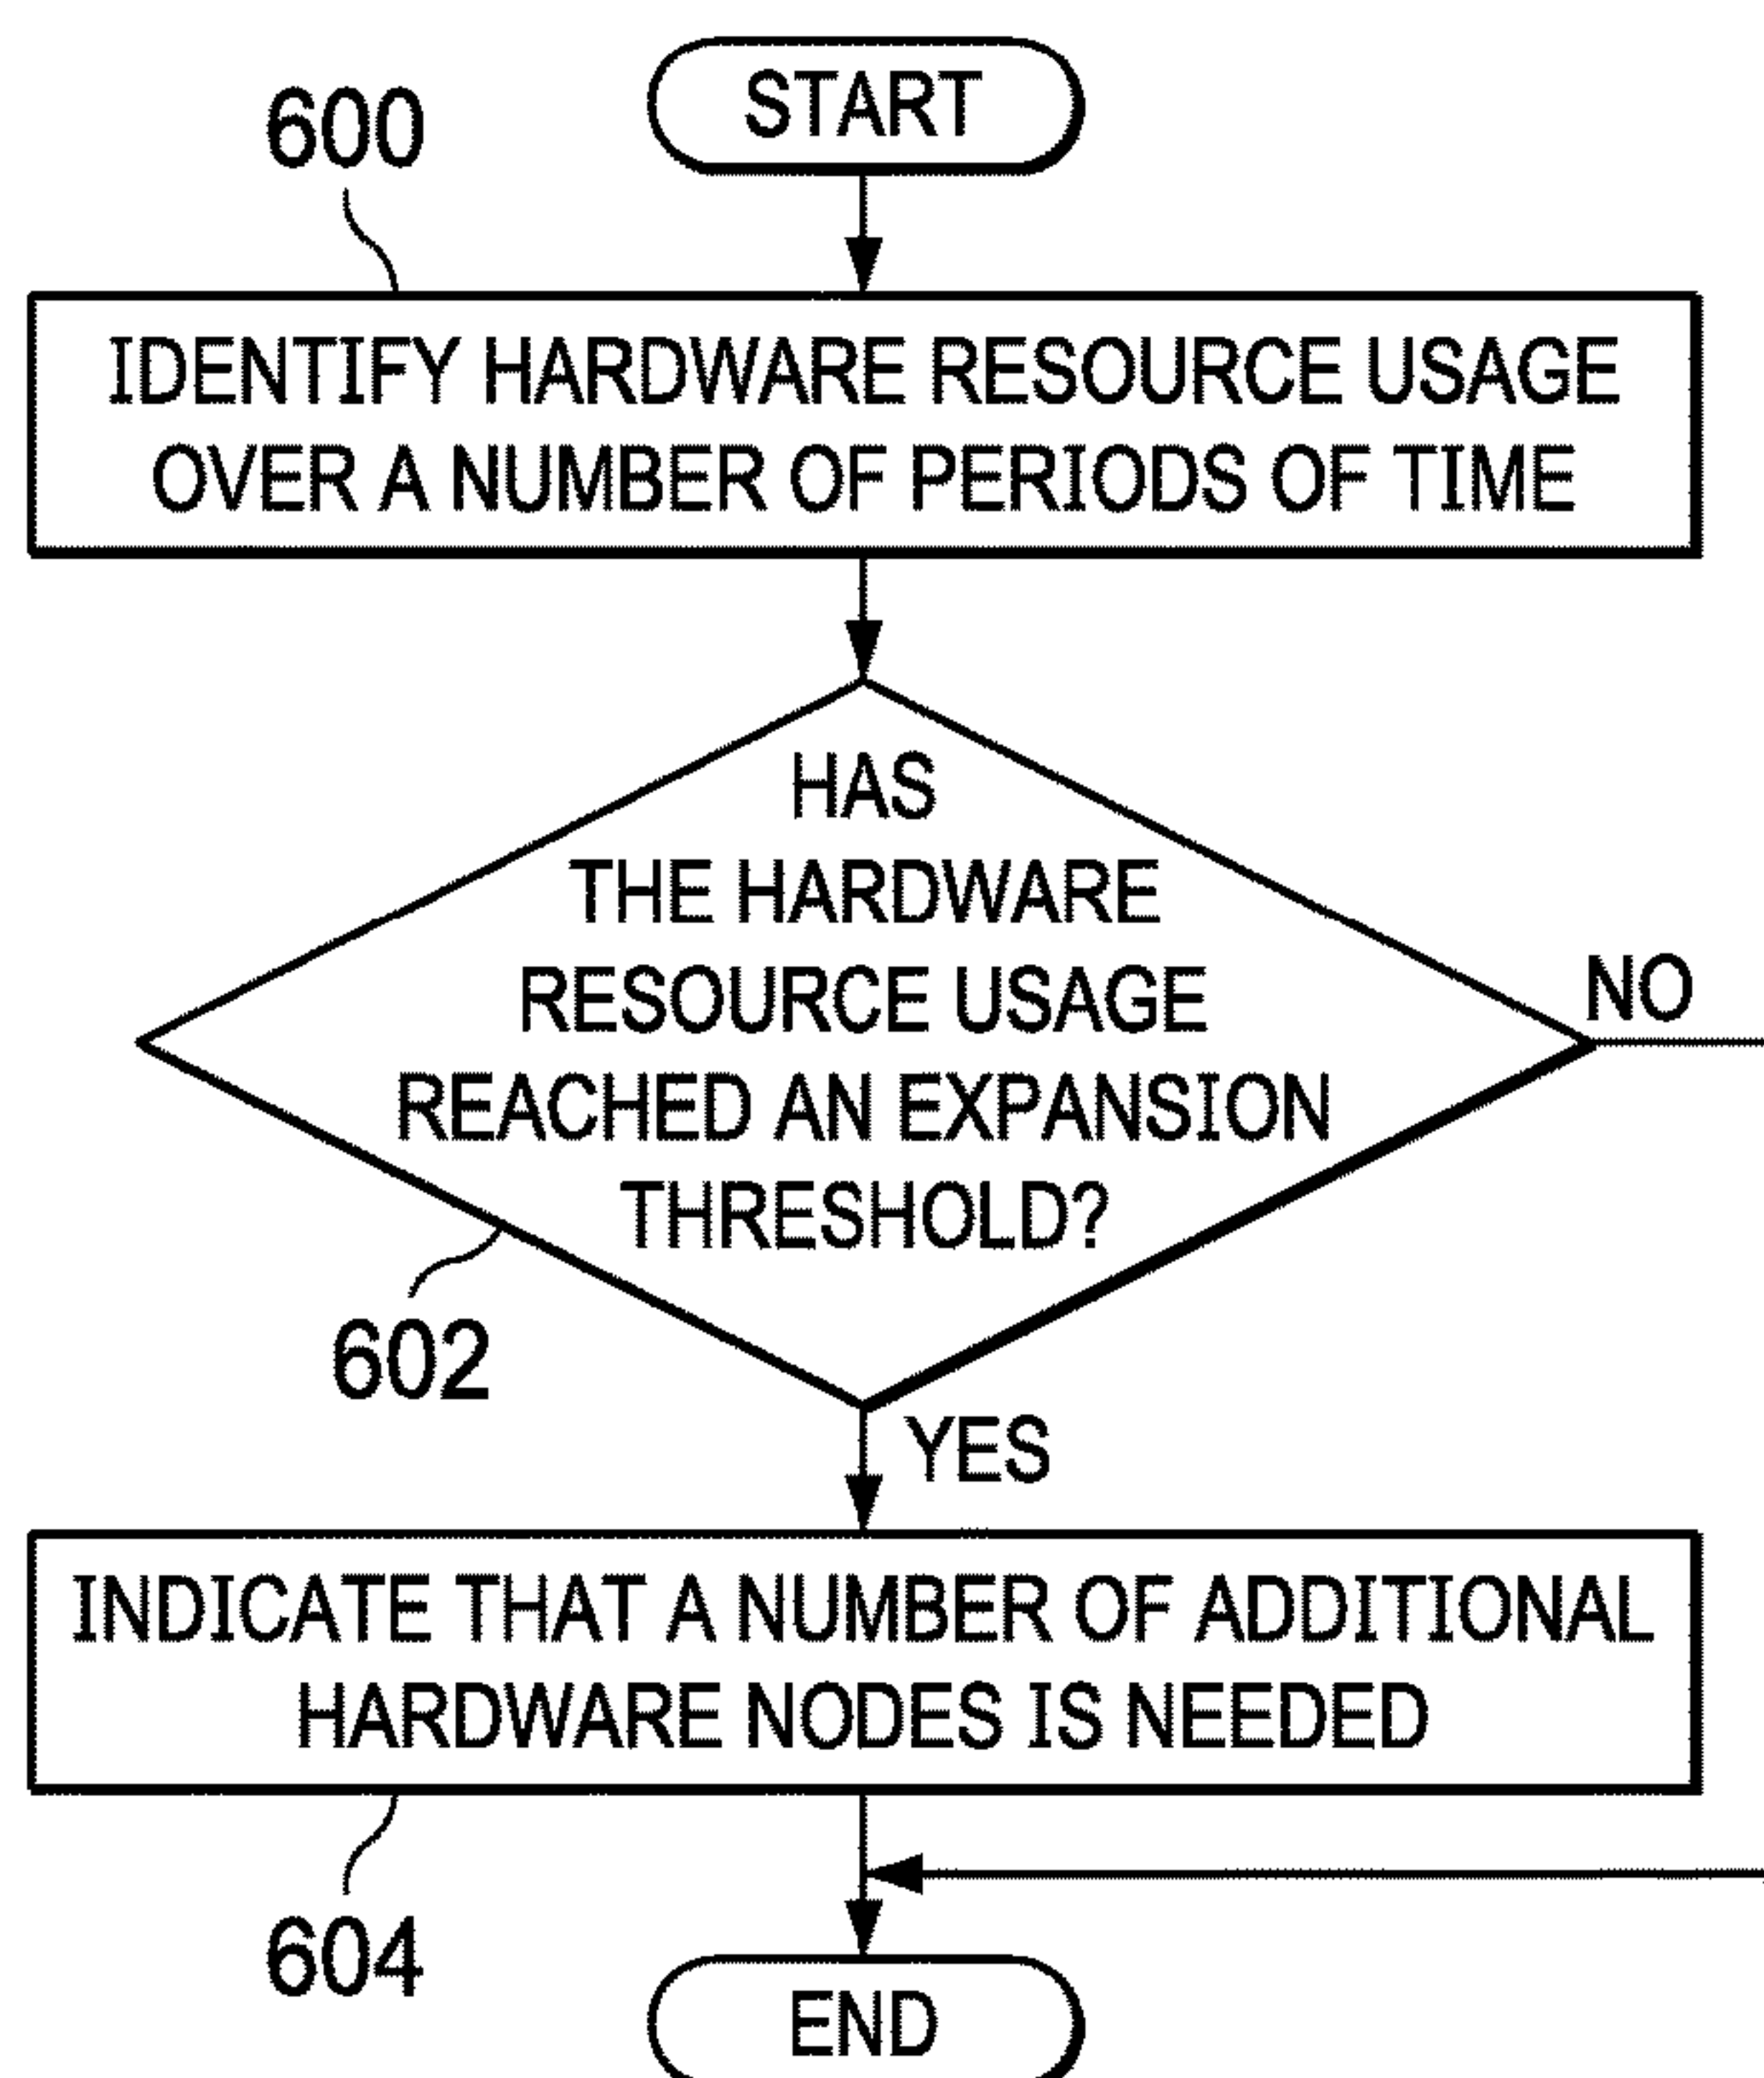 START
600
IDENTIFY HARDWARE RESOURCE USAGE
OVER A NUMBER OF PERIODS OF TIME
HAS
THE HARDWARE
RESOURCE USAGE
REACHED AN EXPANSION
THRESHOLD?
NO
602
YES
INDICATE THAT A NUMBER OF ADDITIONAL
HARDWARE NODES IS NEEDED
604
END